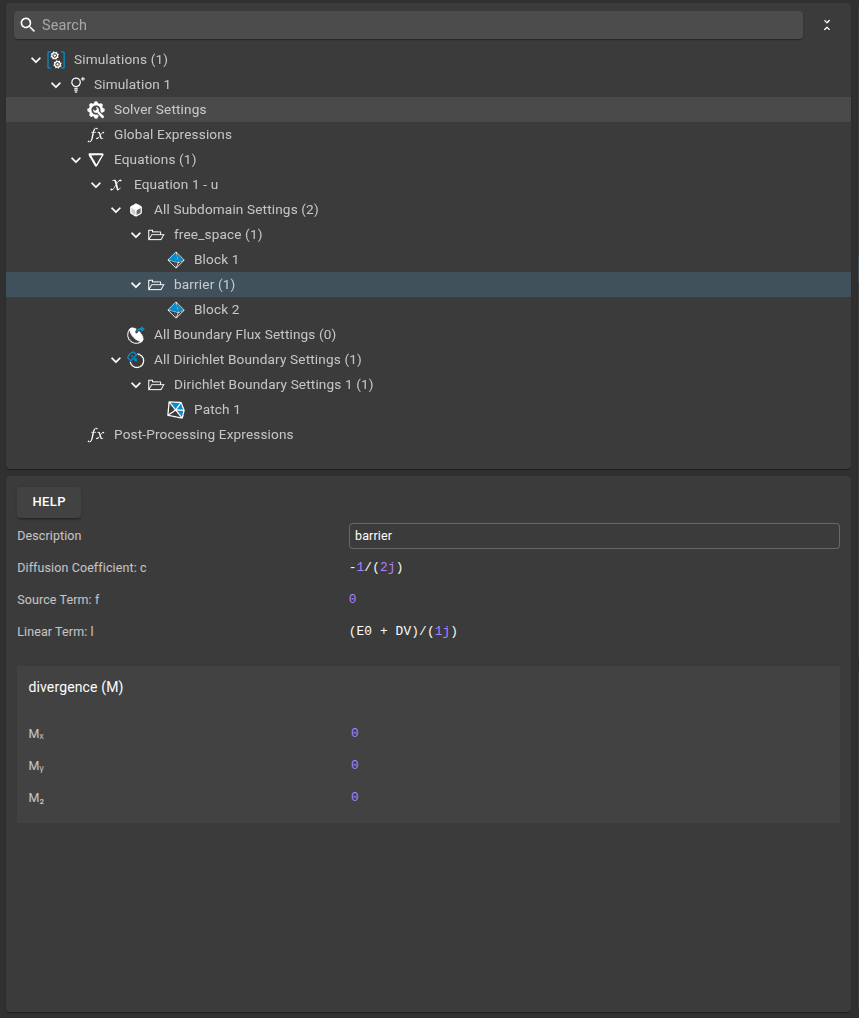 Search
Simulations (1)
Simulation 1
Solver Settings
fx Global Expressions
Equations (1)
x Equation 1 - u
All Subdomain Settings (2)
free_space (1)
Block 1
barrier (1)
Block 2
All Boundary Flux Settings (0)
All Dirichlet Boundary Settings (1)
Dirichlet Boundary Settings 1 (1)
Patch 1
fx Post-Processing Expressions
HELP
Description barrier
Diffusion Coefficient: c -1/(2j)
Source Term: f 0
Linear Term: l (E0 + DV)/(1j)
divergence (M)
Mₓ 0
Mᵧ 0
M₂ 0